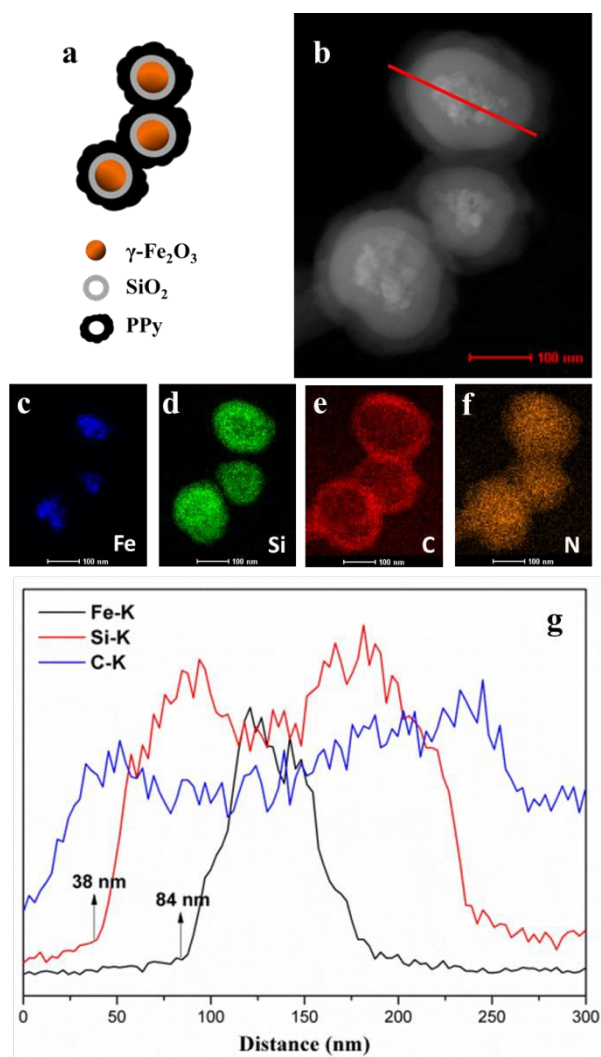 a
γ-Fe₂O₃
SiO₂
PPy
b
100 nm
c
100 nm
Fe
d
100 nm
Si
e
100 nm
C
f
100 nm
N
g
Fe-K
Si-K
C-K
38 nm
84 nm
0 50 100 150 200 250 300
Distance (nm)